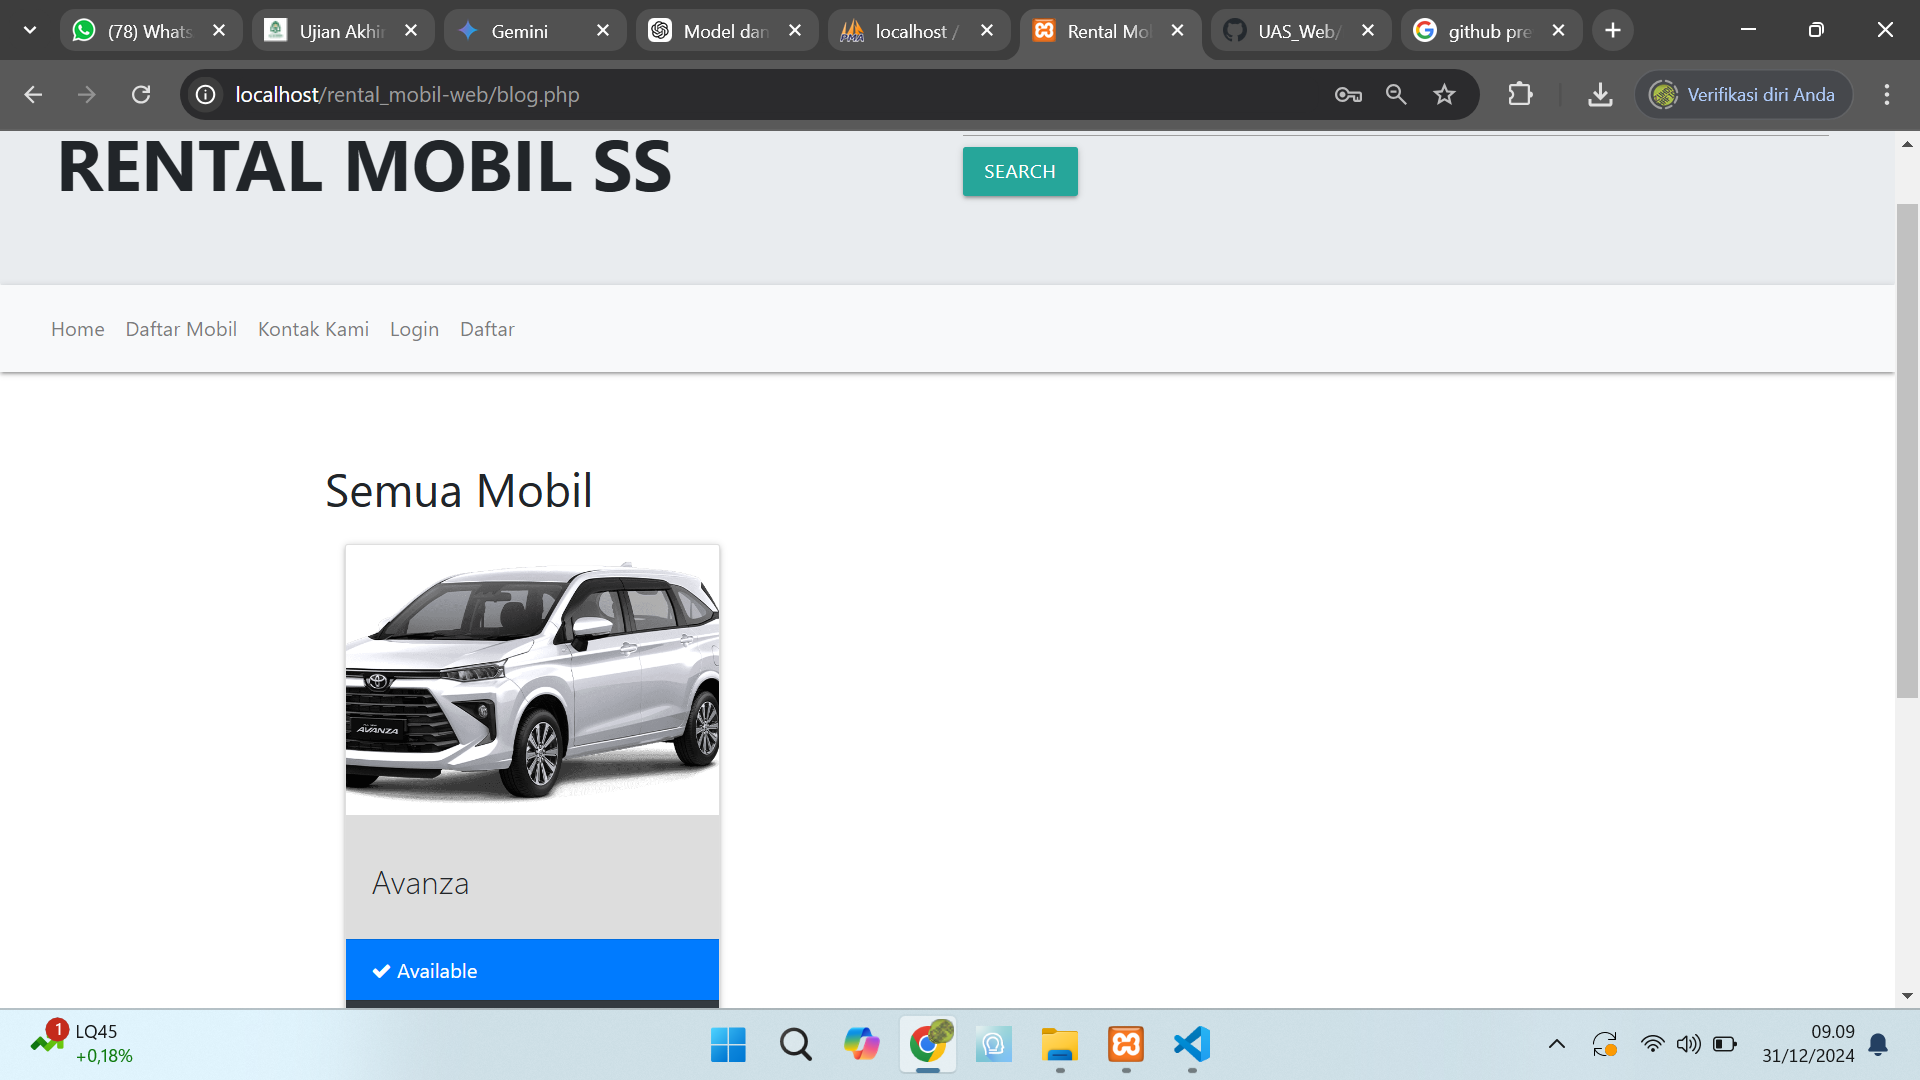 (78) Whats
Ujian Akhir
Gemini
Model dan
localhost /
Rental Mob
UAS_Web/
github pre
localhost/rental_mobil-web/blog.php
Verifikasi diri Anda
RENTAL MOBIL SS
SEARCH
Home Daftar Mobil Kontak Kami Login Daftar
Semua Mobil
AVANZA
Avanza
Available
1
LQ45
+0,18%
09.09
31/12/2024